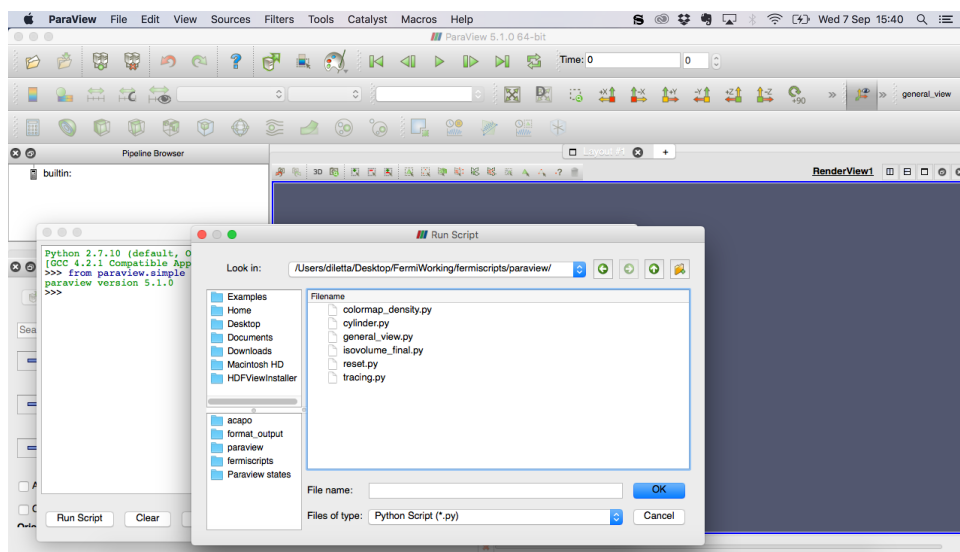 ParaView File Edit View Sources Filters Tools Catalyst Macros Help Wed 7 Sep 15:40
ParaView 5.1.0 64-bit
Time: 0 0
+X -X +Y -Y +Z -Z +90 » » general_view
Pipeline Browser
Layout #1 +
builtin:
3D RenderView1
Run Script
Python 2.7.10 (default, O
[GCC 4.2.1 Compatible App
>>> from paraview.simple
paraview version 5.1.0
>>>
Look in: /Users/diletta/Desktop/FermiWorking/fermiscripts/paraview/
Sea
Examples
Home
Desktop
Documents
Downloads
Macintosh HD
HDFViewInstaller
acapo
format_output
paraview
fermiscripts
Paraview states
Filename
colormap_density.py
cylinder.py
general_view.py
isovolume_final.py
reset.py
tracing.py
File name: OK
Files of type: Python Script (*.py) Cancel
Run Script Clear